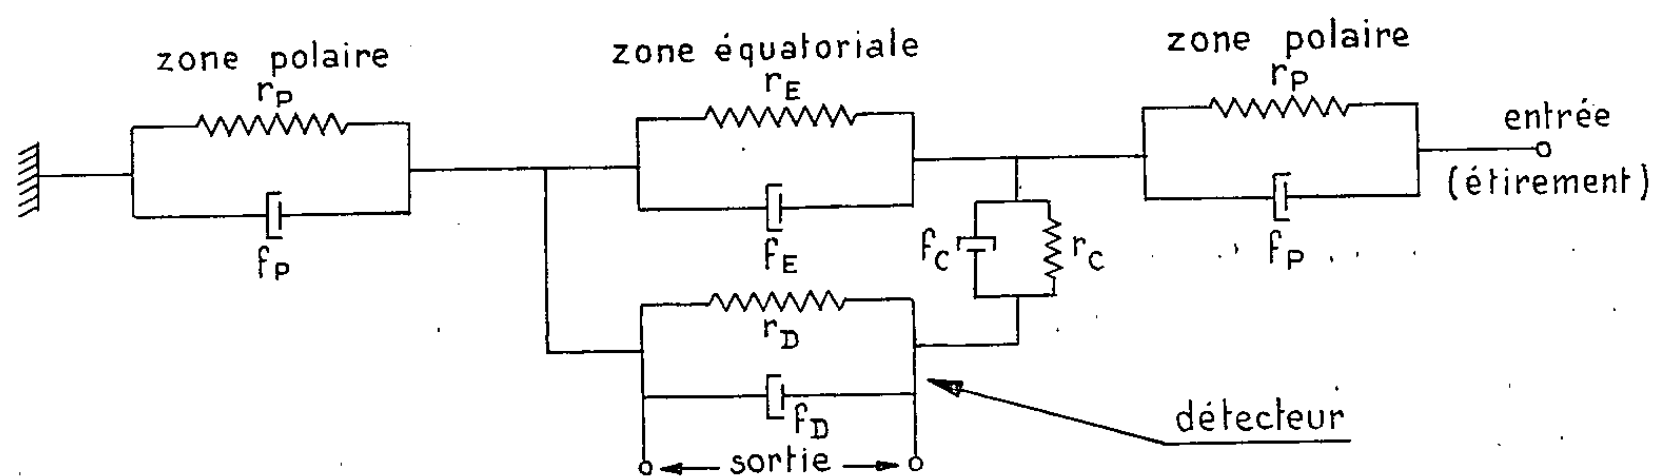 zone polaire
r_P
f_P
zone équatoriale
r_E
f_E
zone polaire
r_P
f_P
entrée
(étirement)
f_C
r_C
r_D
f_D
détecteur
sortie